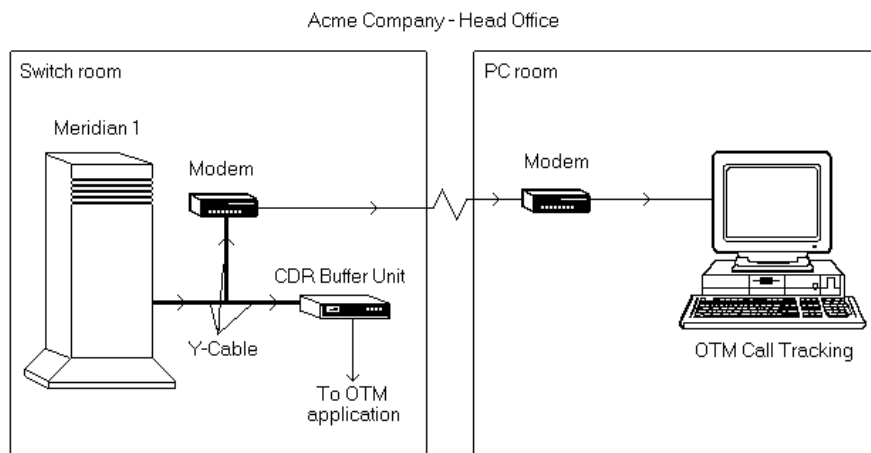 Acme Company - Head Office
Switch room
PC room
Meridian 1
Modem
Modem
CDR Buffer Unit
Y-Cable
OTM Call Tracking
To OTM
application